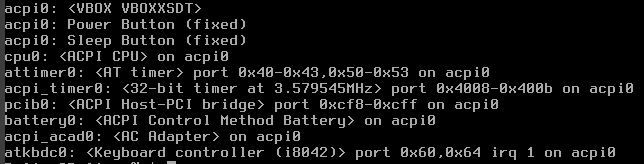 acpi0: <VBOX VBOXXSDT>
acpi0: Power Button (fixed)
acpi0: Sleep Button (fixed)
cpu0: <ACPI CPU> on acpi0
attimer0: <AT timer> port 0x40-0x43,0x50-0x53 on acpi0
acpi_timer0: <32-bit timer at 3.579545MHz> port 0x4008-0x400b on acpi0
pcib0: <ACPI Host-PCI bridge> port 0xcf8-0xcff on acpi0
battery0: <ACPI Control Method Battery> on acpi0
acpi_acad0: <AC Adapter> on acpi0
atkbdc0: <Keyboard controller (i8042)> port 0x60,0x64 irq 1 on acpi0